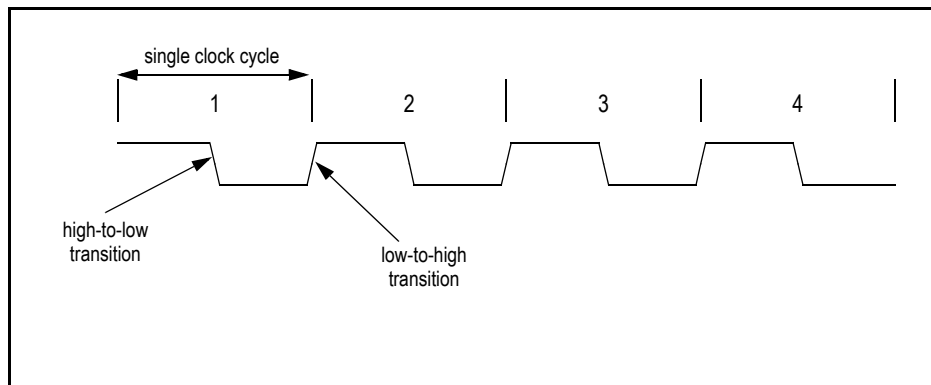 single clock cycle
1 2 3 4
high-to-low
transition
low-to-high
transition